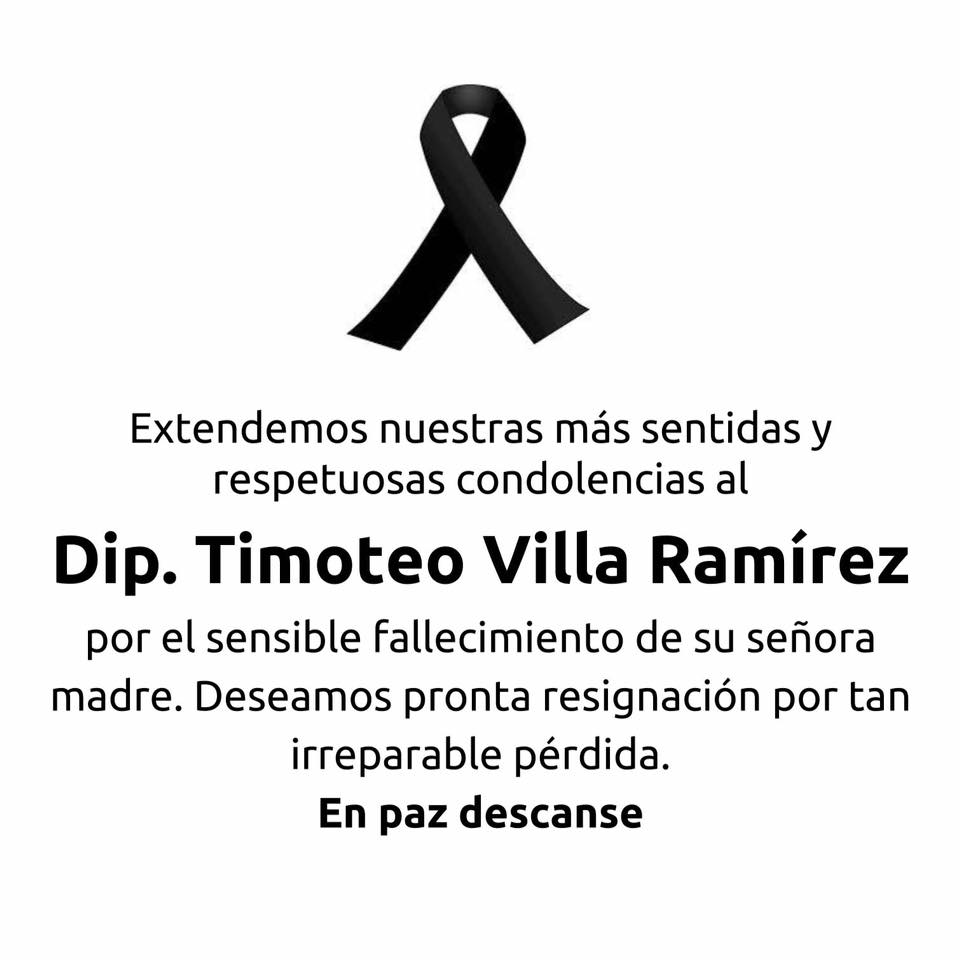 Extendemos nuestras más sentidas y
respetuosas condolencias al
Dip. Timoteo Villa Ramírez
por el sensible fallecimiento de su señora
madre. Deseamos pronta resignación por tan
irreparable pérdida.
En paz descanse